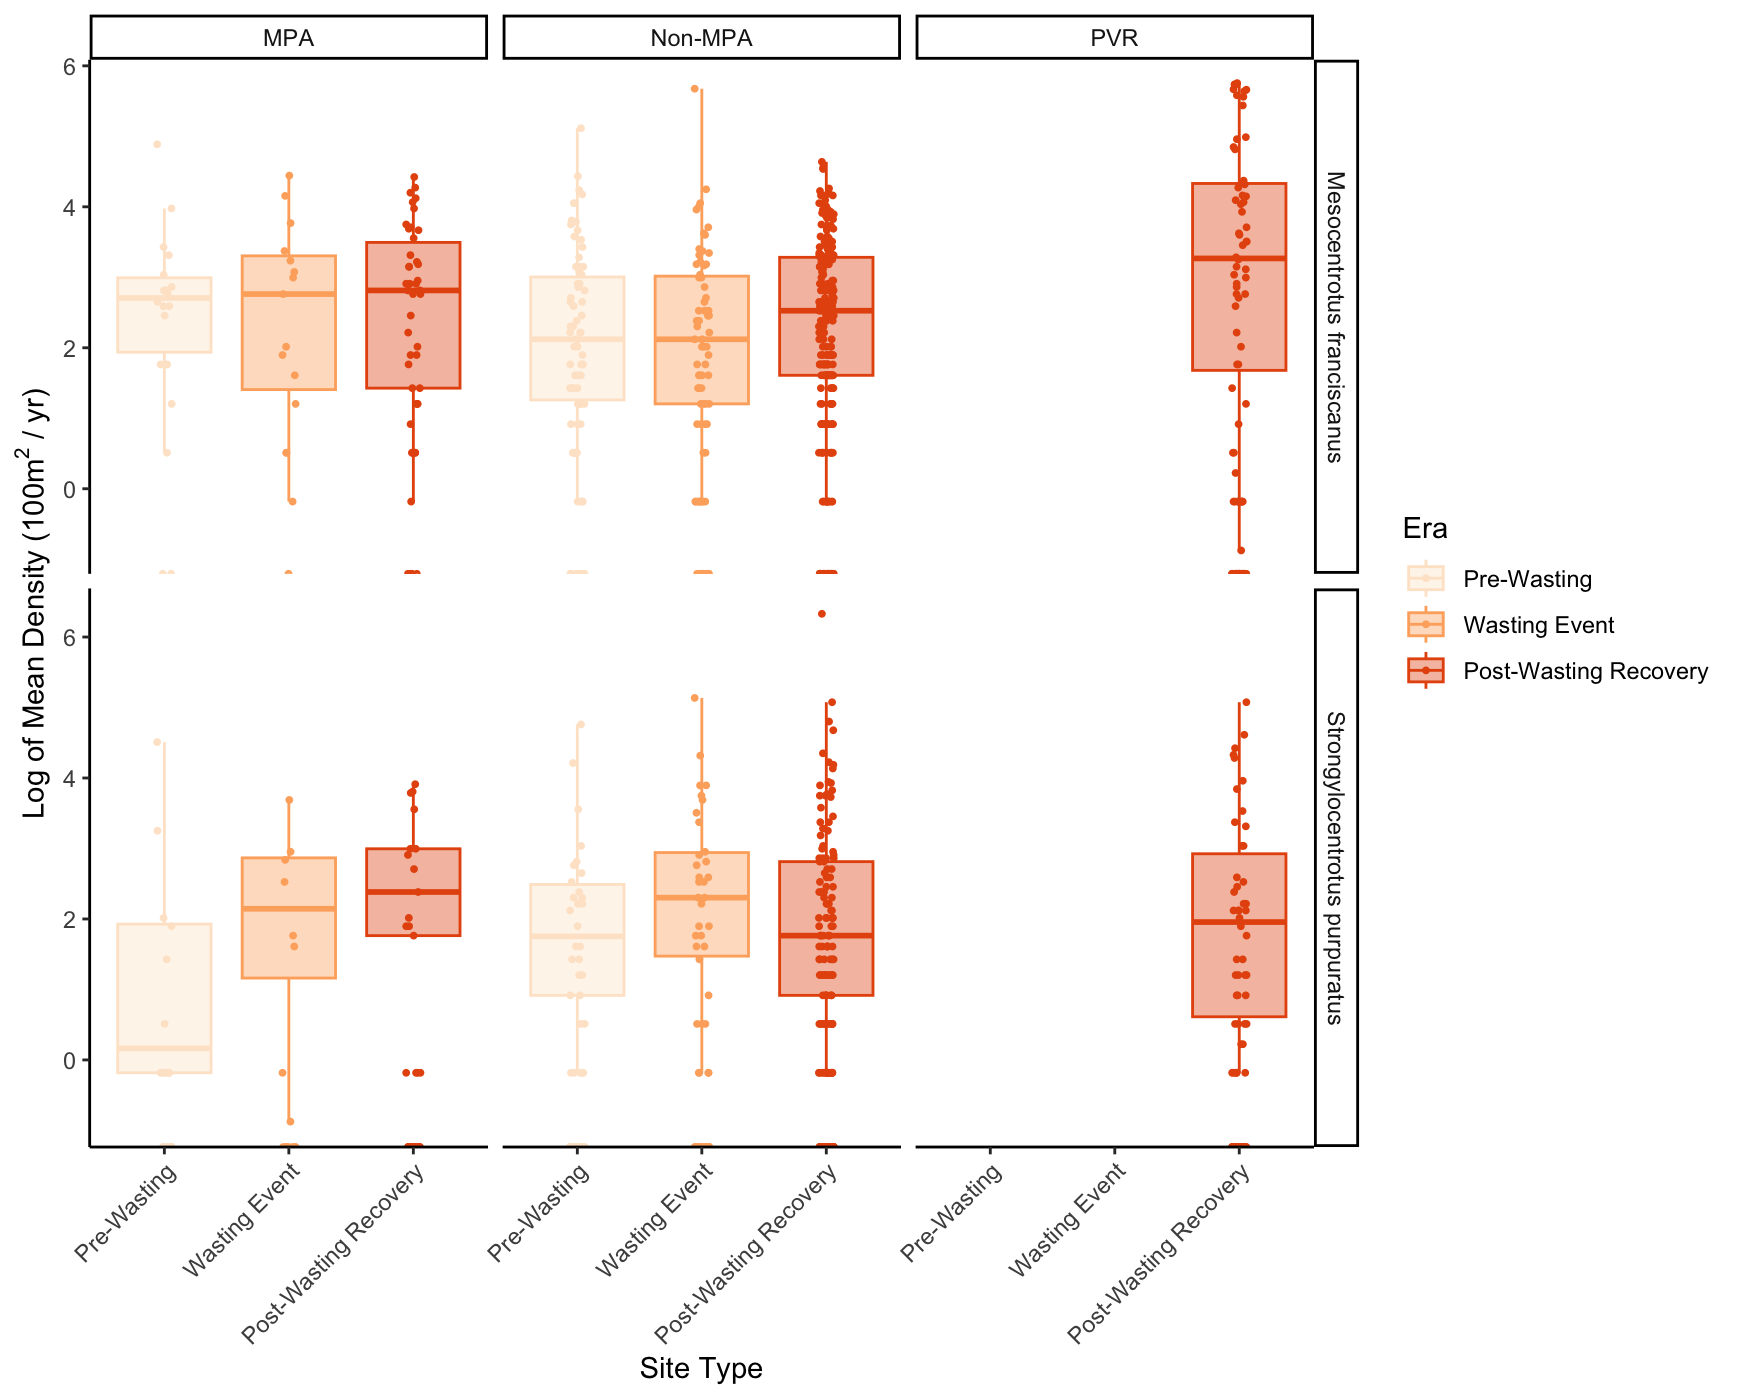 MPA
Non-MPA
PVR
6
4
2
0
Mesocentrotus franciscanus
6
4
2
0
Strongylocentrotus purpuratus
Log of Mean Density (100m² / yr)
Pre-Wasting
Wasting Event
Post-Wasting Recovery
Pre-Wasting
Wasting Event
Post-Wasting Recovery
Pre-Wasting
Wasting Event
Post-Wasting Recovery
Site Type
Era
Pre-Wasting
Wasting Event
Post-Wasting Recovery